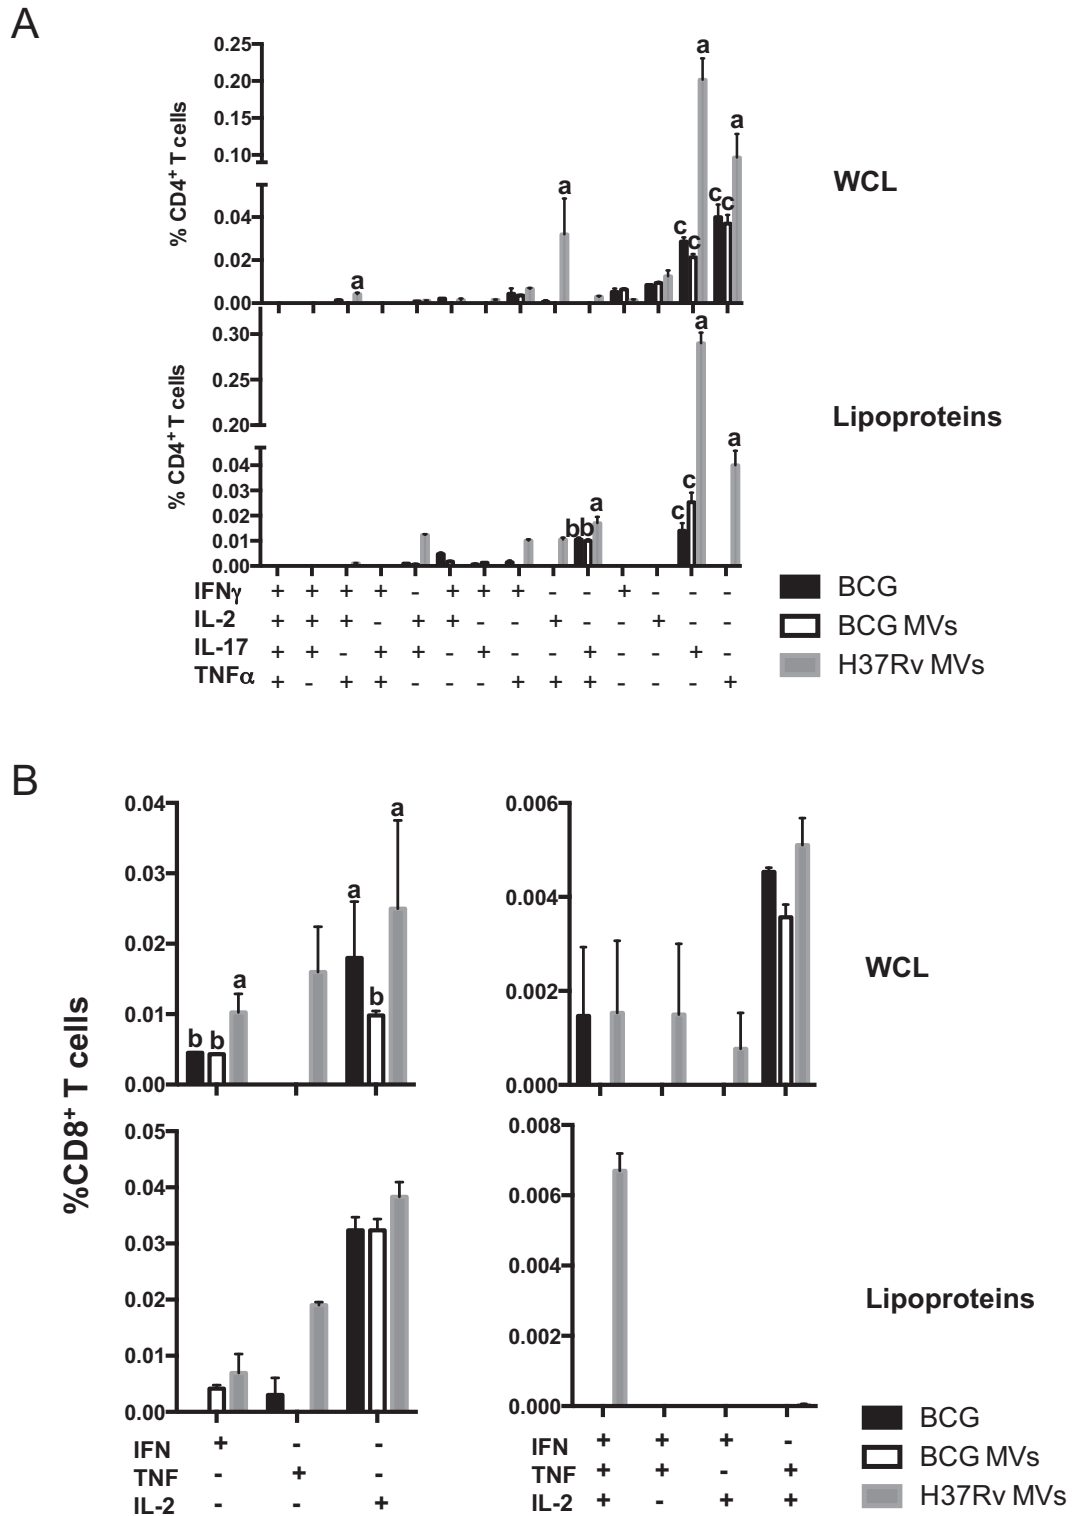 A
0.25
0.20
0.15
0.10
0.04
0.02
0.00
% CD4+ T cells
a
a
a
c
c
a
c
c
WCL
0.30
0.25
0.20
0.04
0.03
0.02
0.01
0.00
% CD4+ T cells
b
b
a
c
c
a
a
Lipoproteins
IFNγ + + + + - + + + - - + - - -
IL-2 + + + - + + - - + - - + - -
IL-17 + + - + + - + - - + - - + -
TNFα + - + + - - - + + + - - - +
BCG
BCG MVs
H37Rv MVs
B
%CD8+ T cells
0.04
0.03
0.02
0.01
0.00
b
b
a
a
b
a
0.006
0.004
0.002
0.000
WCL
0.05
0.04
0.03
0.02
0.01
0.00
0.008
0.006
0.004
0.002
0.000
Lipoproteins
IFN + - -
TNF - + -
IL-2 - - +
IFN + + + -
TNF + + - +
IL-2 + - + +
BCG
BCG MVs
H37Rv MVs